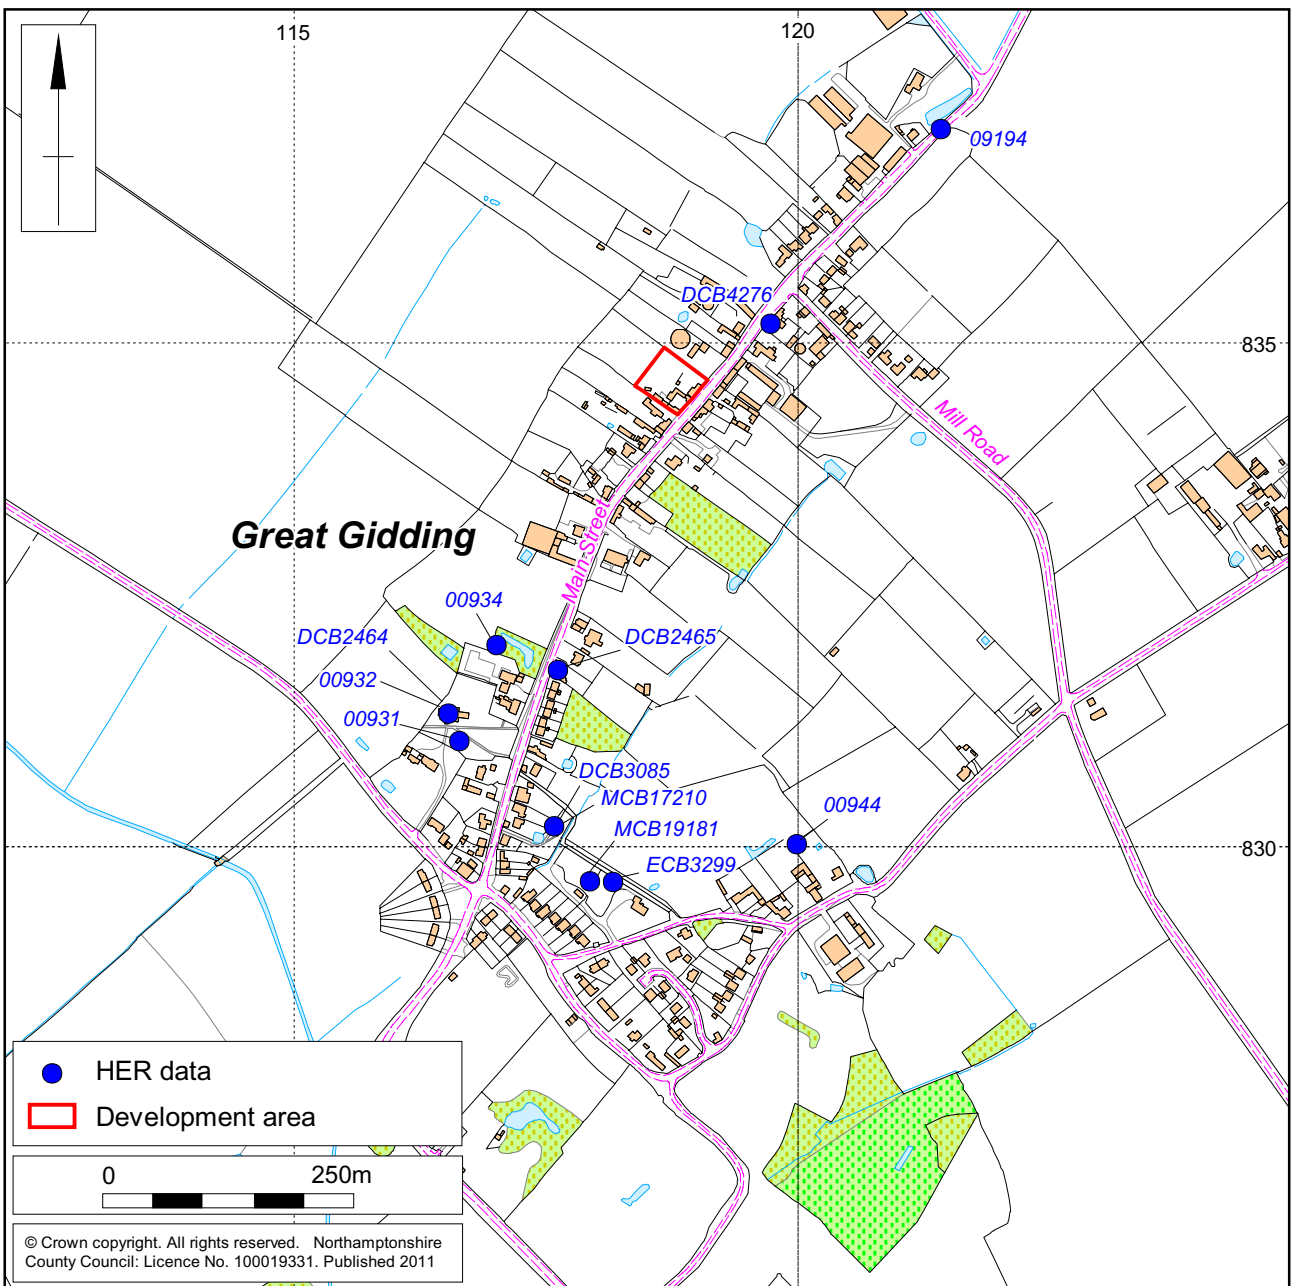 115
120
09194
DCB4276
835
Mill Road
Main Street
Great Gidding
00934
DCB2464
DCB2465
00932
00931
DCB3085
MCB17210
00944
MCB19181
830
ECB3299
HER data
Development area
0 250m
© Crown copyright. All rights reserved. Northamptonshire
County Council: Licence No. 100019331. Published 2011